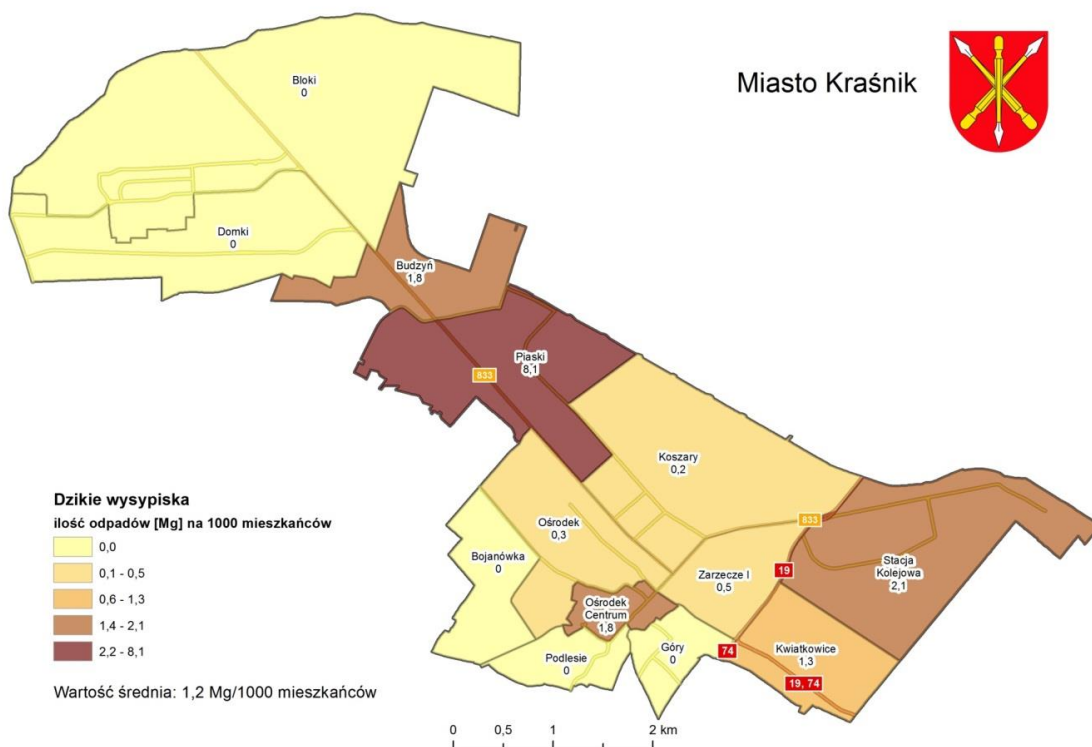 Miasto Kraśnik
Bloki
0
Domki
0
Budzyń
1,8
Piaski
8,1
833
Koszary
0,2
Ośrodek
0,3
833
Bojanówka
0
Zarzecze I
0,5
19
Stacja
Kolejowa
2,1
Ośrodek
Centrum
1,8
Podlesie
0
Góry
0
74
Kwiatkowice
1,3
19, 74
Dzikie wysypiska
ilość odpadów [Mg] na 1000 mieszkańców
0,0
0,1 - 0,5
0,6 - 1,3
1,4 - 2,1
2,2 - 8,1
Wartość średnia: 1,2 Mg/1000 mieszkańców
0 0,5 1 2 km